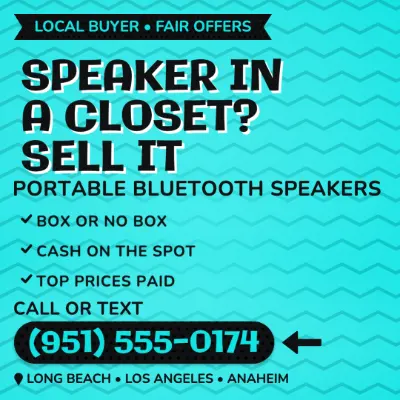 LOCAL BUYER • FAIR OFFERS
SPEAKER IN
A CLOSET?
SELL IT
PORTABLE BLUETOOTH SPEAKERS
BOX OR NO BOX
CASH ON THE SPOT
TOP PRICES PAID
CALL OR TEXT
(951) 555-0174
LONG BEACH • LOS ANGELES • ANAHEIM